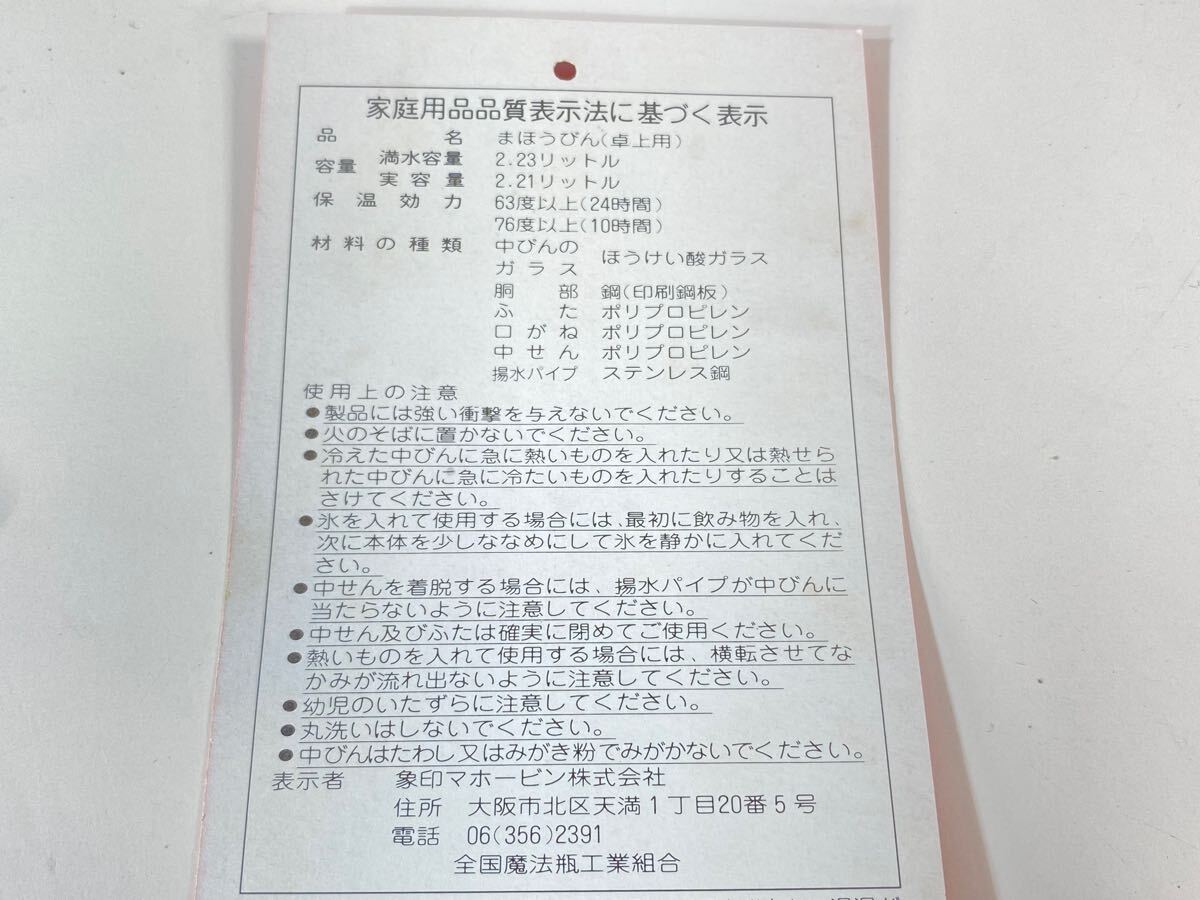 家庭用品品質表示法に基づく表示
品名 まほうびん(卓上用)
容量 満水容量 2.23リットル
実容量 2.21リットル
保温効力 63度以上(24時間)
76度以上(10時間)
材料の種類 中びんの
ガラス ほうけい酸ガラス
胴部 鋼(印刷鋼板)
ふた ポリプロピレン
口がね ポリプロピレン
中せん ポリプロピレン
揚水パイプ ステンレス鋼
使用上の注意
●製品には強い衝撃を与えないでください。
●火のそばに置かないでください。
●冷えた中びんに急に熱いものを入れたり又は熱せら
れた中びんに急に冷たいものを入れたりすることは
さけてください。
●氷を入れて使用する場合には、最初に飲み物を入れ、
次に本体を少しななめにして氷を静かに入れてくだ
さい。
●中せんを着脱する場合には、揚水パイプが中びんに
当たらないように注意してください。
●中せん及びふたは確実に閉めてご使用ください。
●熱いものを入れて使用する場合には、横転させてな
かみが流れ出ないように注意してください。
●幼児のいたずらに注意してください。
●丸洗いはしないでください。
●中びんはたわし又はみがき粉でみがかないでください。
表示者 象印マホービン株式会社
住所 大阪市北区天満1丁目20番5号
電話 06(356)2391
全国魔法瓶工業組合